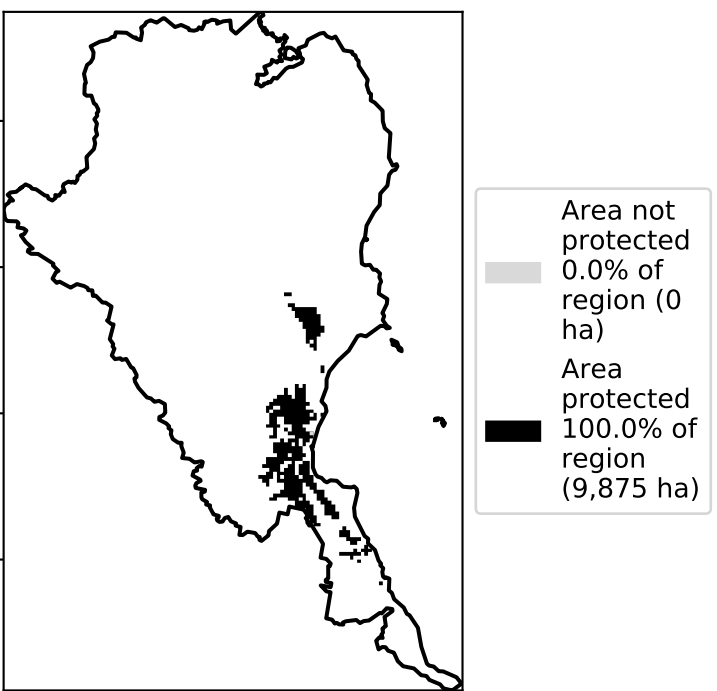 Area not
protected
0.0% of
region (0
ha)
Area
protected
100.0% of
region
(9,875 ha)